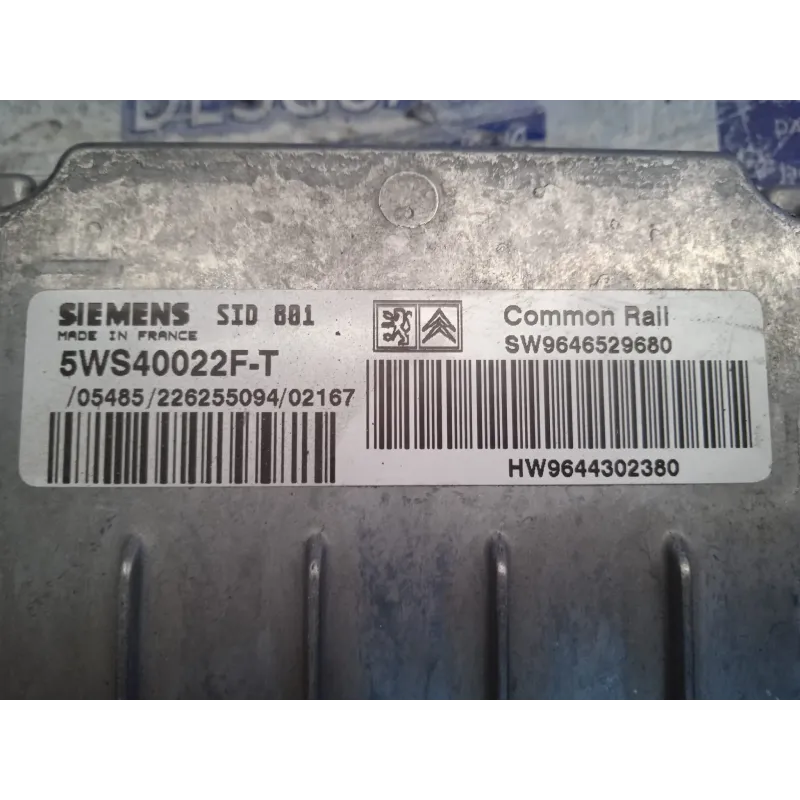 SIEMENS SID 801
MADE IN FRANCE
5WS40022F-T
/05485/226255094/02167
Common Rail
SW9646529680
HW9644302380